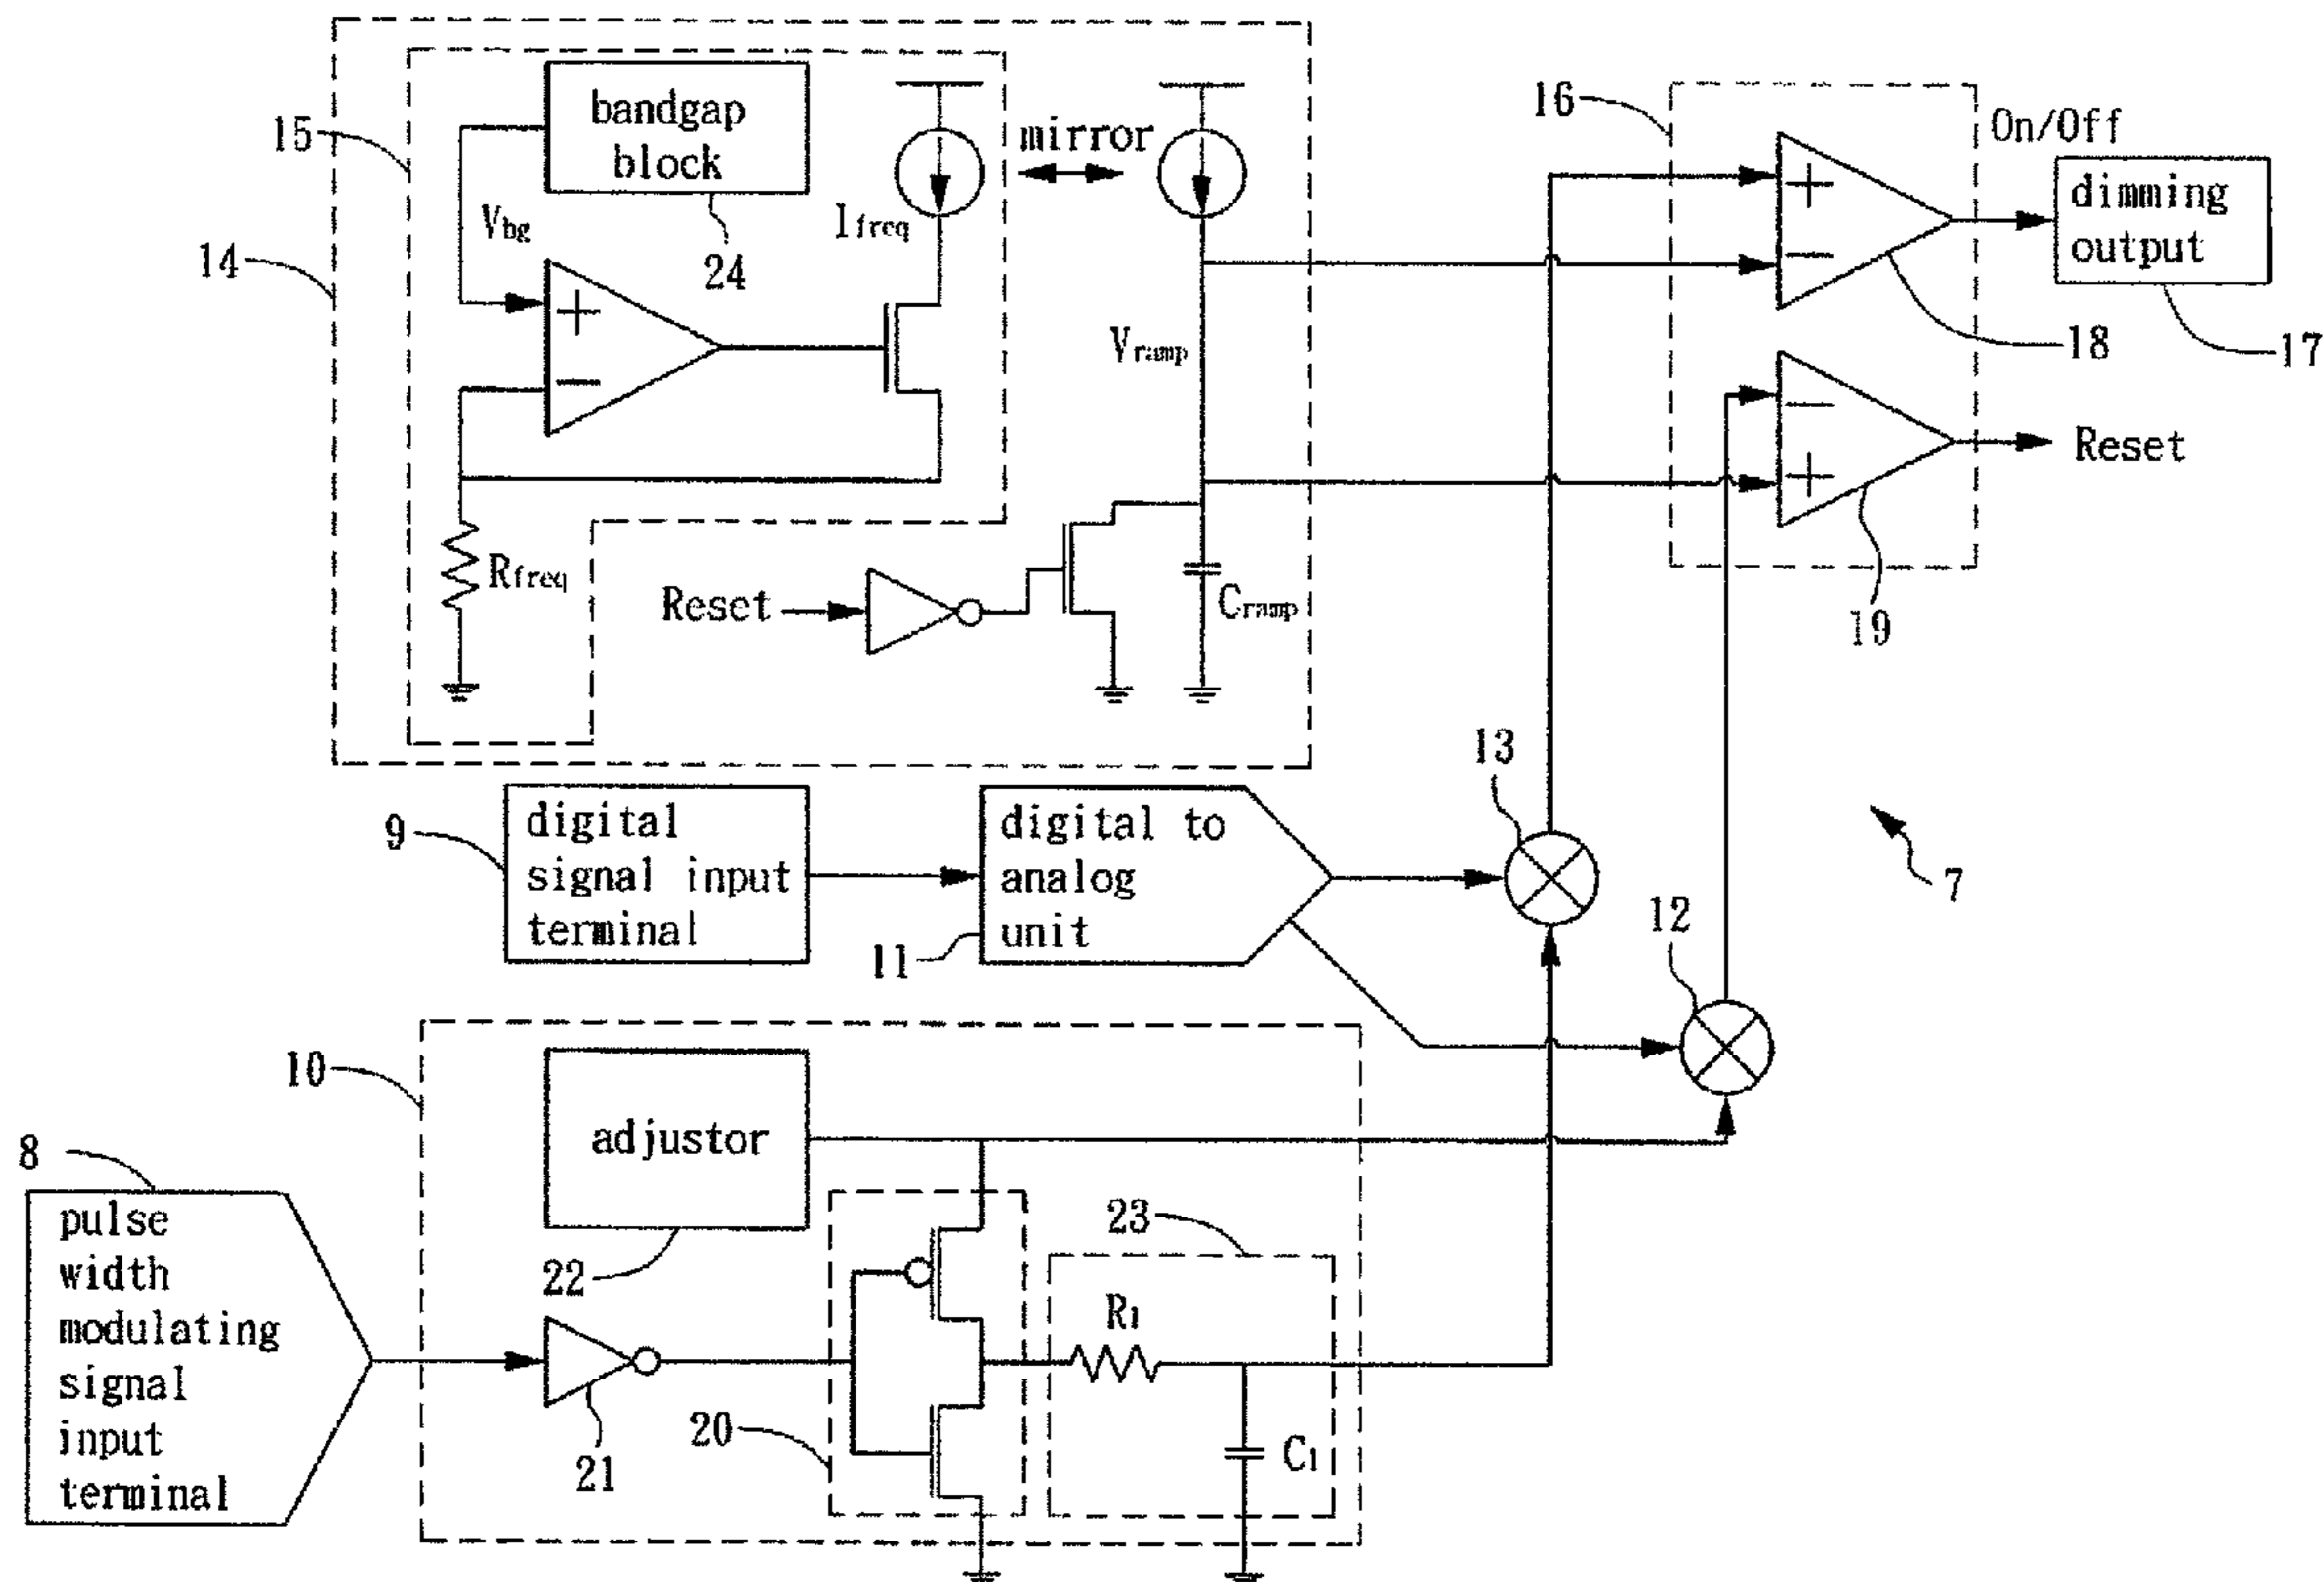 bandgap
block
24
15
14
Vbg
Ifreq
mirror
Vramp
Rfreq
Reset
Cramp
16
On/Off
dimming
output
18
17
Reset
19
+
−
+
−
−
+
9
digital
signal input
terminal
digital to
analog
unit
11
13
12
7
10
adjustor
22
8
pulse
width
modulating
signal
input
terminal
21
20
23
R1
C1